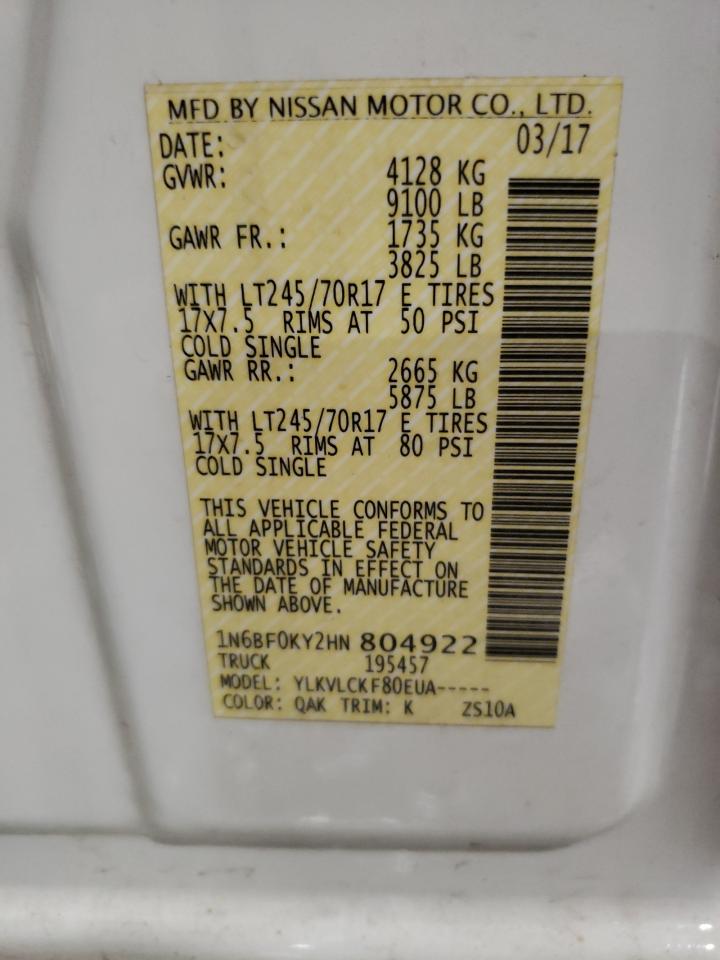 MFD BY NISSAN MOTOR CO., LTD.
DATE: 03/17
GVWR: 4128 KG
9100 LB
GAWR FR.: 1735 KG
3825 LB
WITH LT245/70R17 E TIRES
17X7.5 RIMS AT 50 PSI
COLD SINGLE
GAWR RR.: 2665 KG
5875 LB
WITH LT245/70R17 E TIRES
17X7.5 RIMS AT 80 PSI
COLD SINGLE
THIS VEHICLE CONFORMS TO
ALL APPLICABLE FEDERAL
MOTOR VEHICLE SAFETY
STANDARDS IN EFFECT ON
THE DATE OF MANUFACTURE
SHOWN ABOVE.
1N6BF0KY2HN 804922
TRUCK 195457
MODEL: YLKVLCKF80EUA-----
COLOR: QAK TRIM: K ZS10A